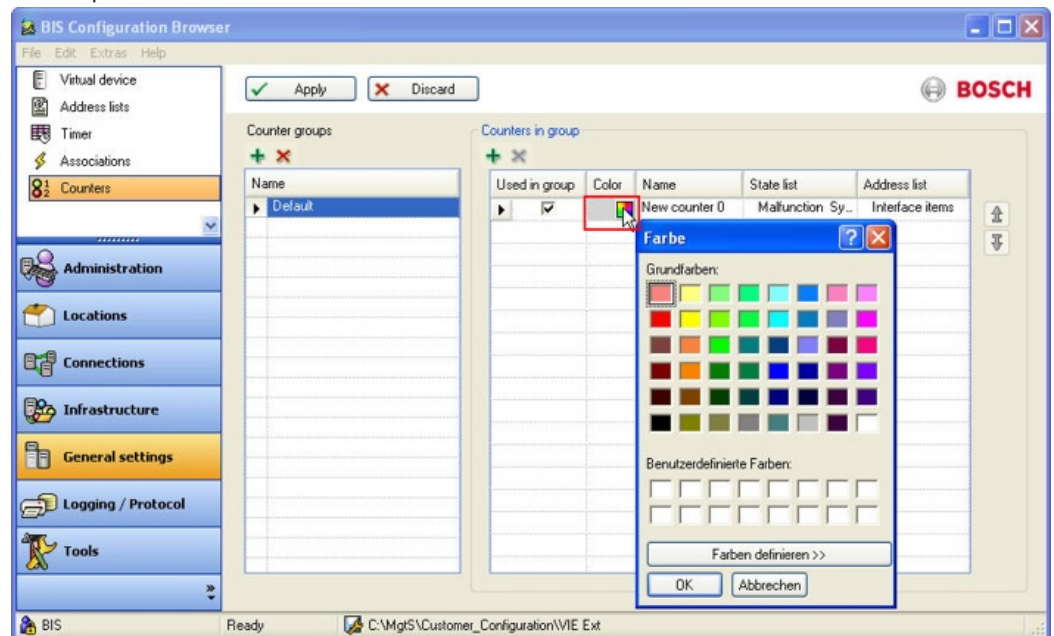 BIS Configuration Browser
File Edit Extras Help
Virtual device
Address lists
Timer
Associations
Counters
Administration
Locations
Connections
Infrastructure
General settings
Logging / Protocol
Tools
Apply Discard
BOSCH
Counter groups
Name
Default
Counters in group
Used in group Color Name State list Address list
New counter 0 Malfunction Sy... Interface items
Farbe
Grundfarben:
Benutzerdefinierte Farben:
Farben definieren >>
OK Abbrechen
BIS Ready C:\MgtS\Customer_Configuration\VIE Ext